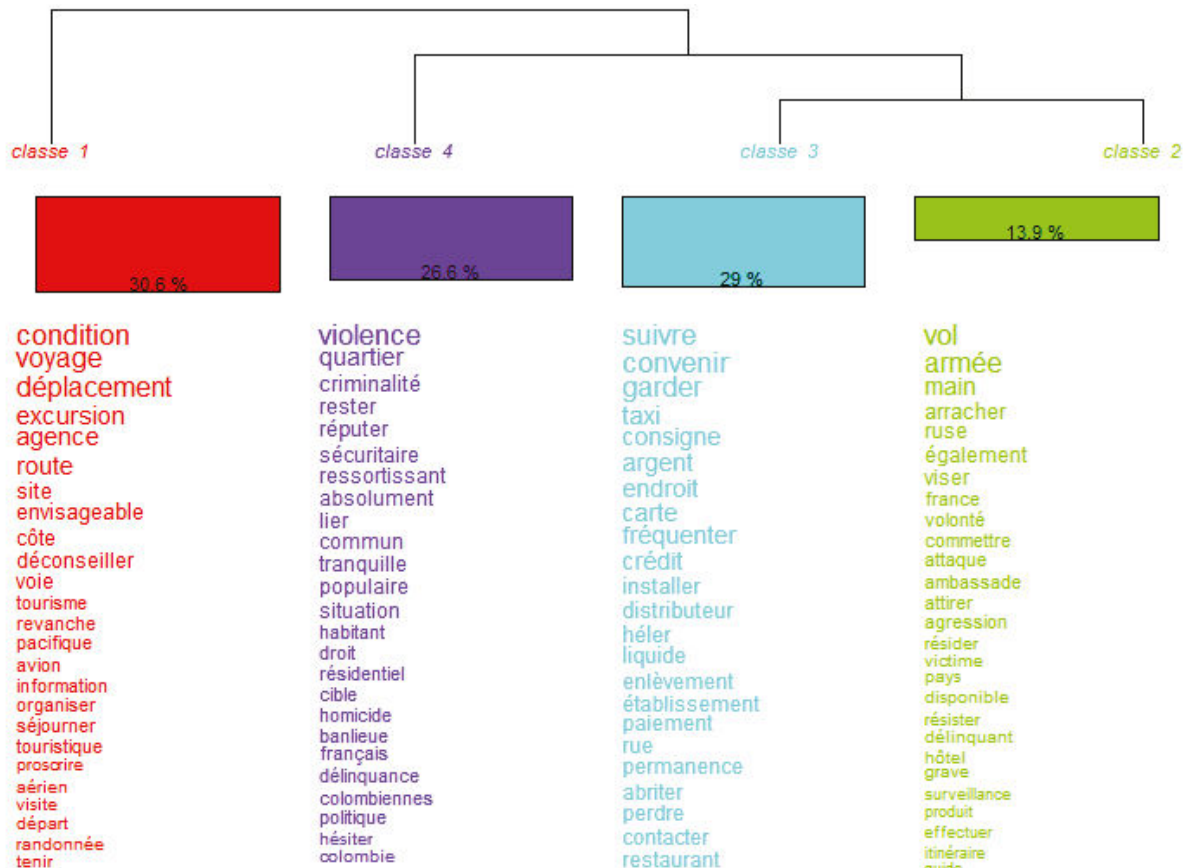 classe 1
classe 4
classe 3
classe 2
30.6 %
26.6 %
29 %
13.9 %
condition
voyage
déplacement
excursion
agence
route
site
envisageable
côte
déconseiller
voie
tourisme
revanche
pacifique
avion
information
organiser
séjourner
touristique
proscrire
aérien
visite
départ
randonnée
tenir
violence
quartier
criminalité
rester
réputer
sécuritaire
ressortissant
absolument
lier
commun
tranquille
populaire
situation
habitant
droit
résidentiel
cible
homicide
banlieue
français
délinquance
colombiennes
politique
hésiter
colombie
suivre
convenir
garder
taxi
consigne
argent
endroit
carte
fréquenter
crédit
installer
distributeur
héler
liquide
enlèvement
établissement
paiement
rue
permanence
abriter
perdre
contacter
restaurant
vol
armée
main
arracher
ruse
également
viser
france
volonté
commettre
attaque
ambassade
attirer
agression
résider
victime
pays
disponible
résister
délinquant
hôtel
grave
surveillance
produit
effectuer
itinéraire